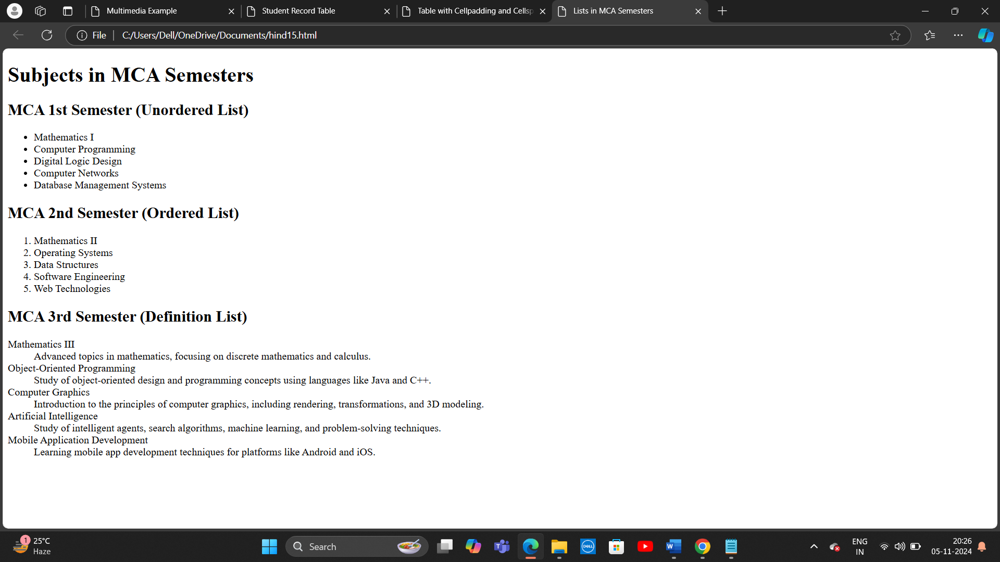 Multimedia Example
Student Record Table
Table with Cellpadding and Cellsp
Lists in MCA Semesters
File
C:/Users/Dell/OneDrive/Documents/hind15.html
Subjects in MCA Semesters
MCA 1st Semester (Unordered List)
• Mathematics I
• Computer Programming
• Digital Logic Design
• Computer Networks
• Database Management Systems
MCA 2nd Semester (Ordered List)
1. Mathematics II
2. Operating Systems
3. Data Structures
4. Software Engineering
5. Web Technologies
MCA 3rd Semester (Definition List)
Mathematics III
Advanced topics in mathematics, focusing on discrete mathematics and calculus.
Object-Oriented Programming
Study of object-oriented design and programming concepts using languages like Java and C++.
Computer Graphics
Introduction to the principles of computer graphics, including rendering, transformations, and 3D modeling.
Artificial Intelligence
Study of intelligent agents, search algorithms, machine learning, and problem-solving techniques.
Mobile Application Development
Learning mobile app development techniques for platforms like Android and iOS.
1
25°C
Haze
Search
DELL
W
ENG
IN
20:26
05-11-2024